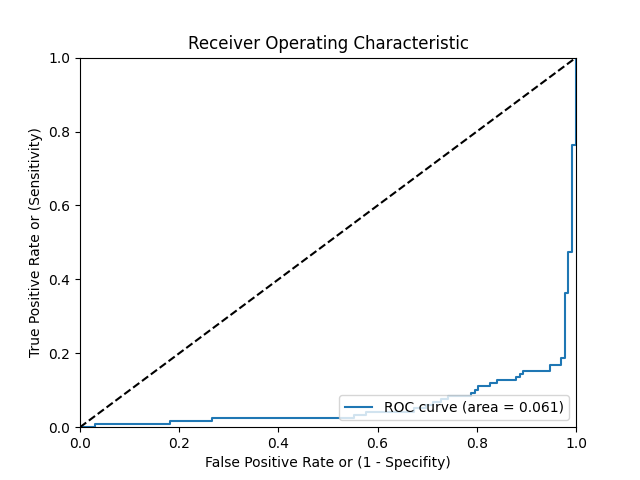 Receiver Operating Characteristic
1.0
0.8
0.6
0.4
0.2
0.0
True Positive Rate or (Sensitivity)
ROC curve (area = 0.061)
0.0 0.2 0.4 0.6 0.8 1.0
False Positive Rate or (1 - Specifity)